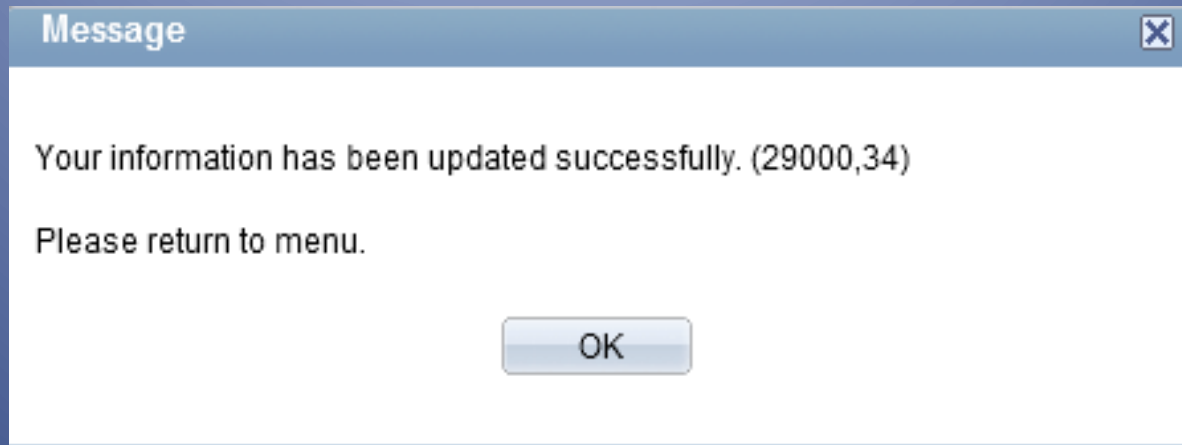 Message
Your information has been updated successfully. (29000,34)
Please return to menu.
OK